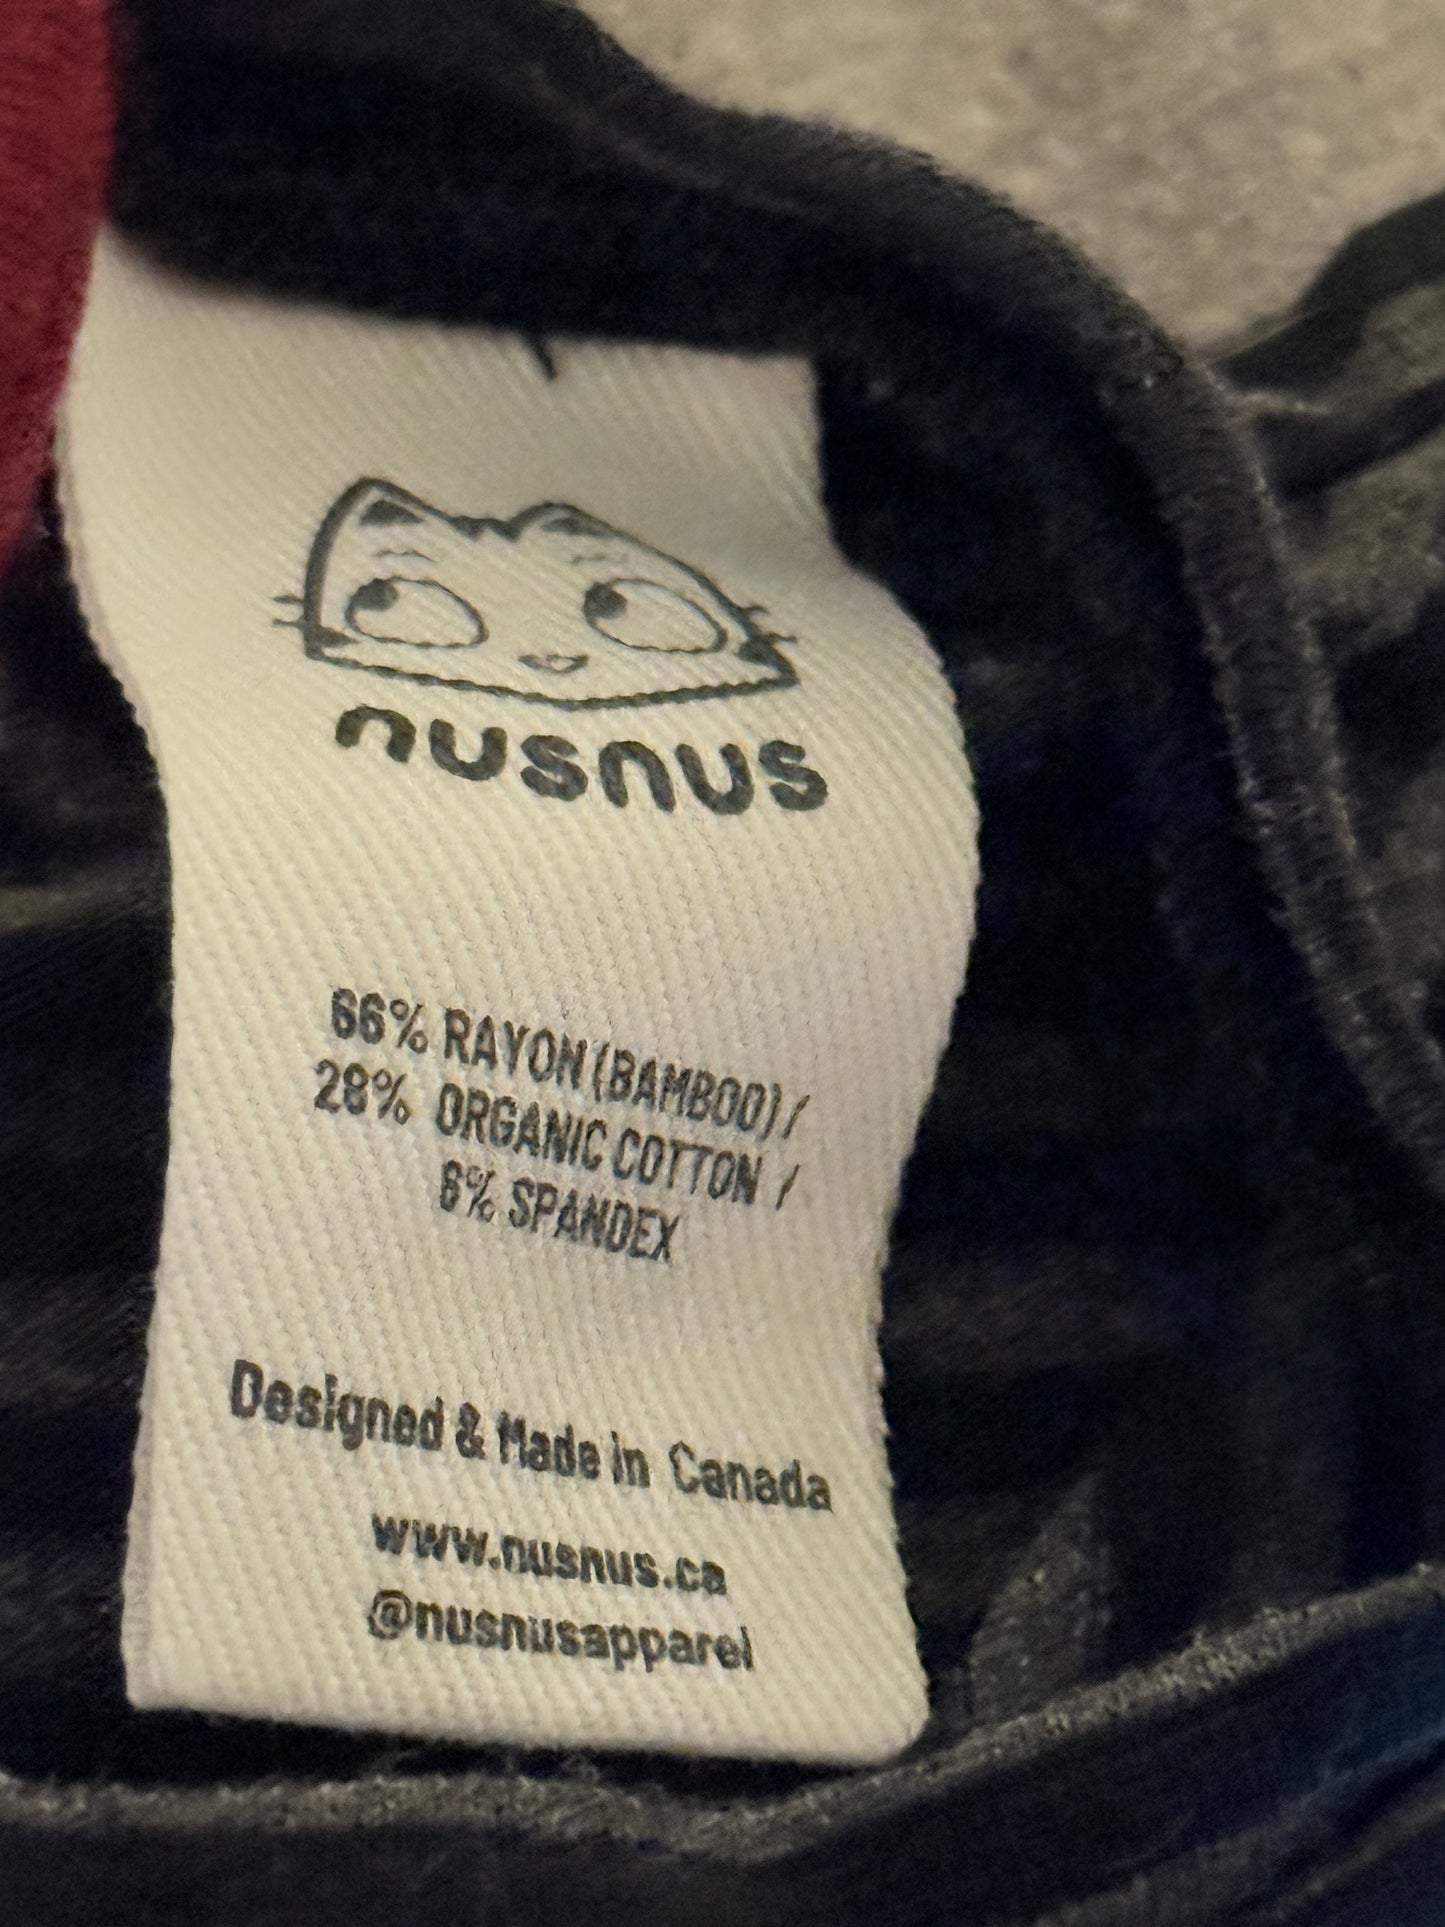 nusnus
66% RAYON (BAMBOO) /
28% ORGANIC COTTON /
6% SPANDEX
Designed & Made in Canada
www.nusnus.ca
@nusnusapparel